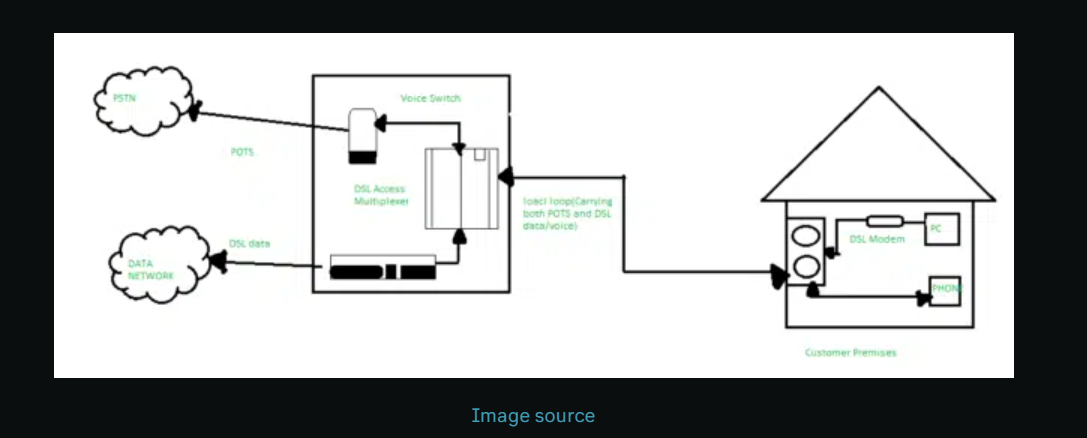 PSTN
Voice Switch
POTS
DSL Access
Multiplexer
loacl loop(Carrying
both POTS and DSL
data/voice)
DSL data
DATA
NETWORK
DSL Modem
PC
PHONE
Customer Premises
Image source